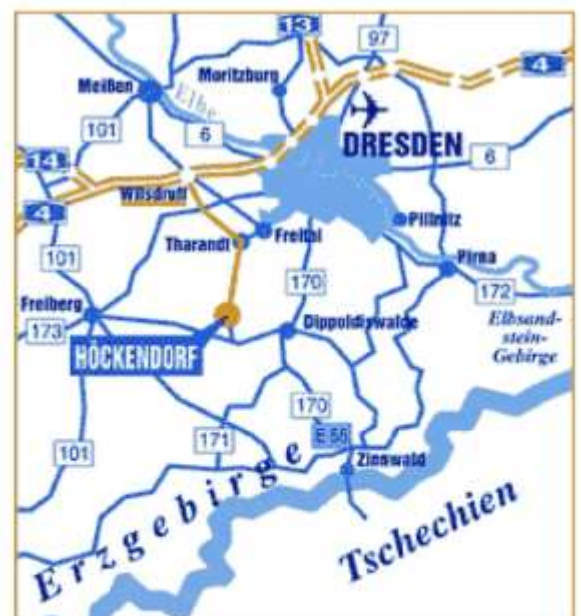 13
97
4
Moritzburg
Meißen
Elbe
101
6
DRESDEN
6
14
Wilsdruff
4
Pillnitz
Freital
Tharandt
101
Pirna
170
172
Freiberg
173
Dippoldiswalde
Elbsand-
stein-
Gebirge
HÖCKENDORF
170
171
E 55
101
Zinnwald
Erzgebirge
Tschechien